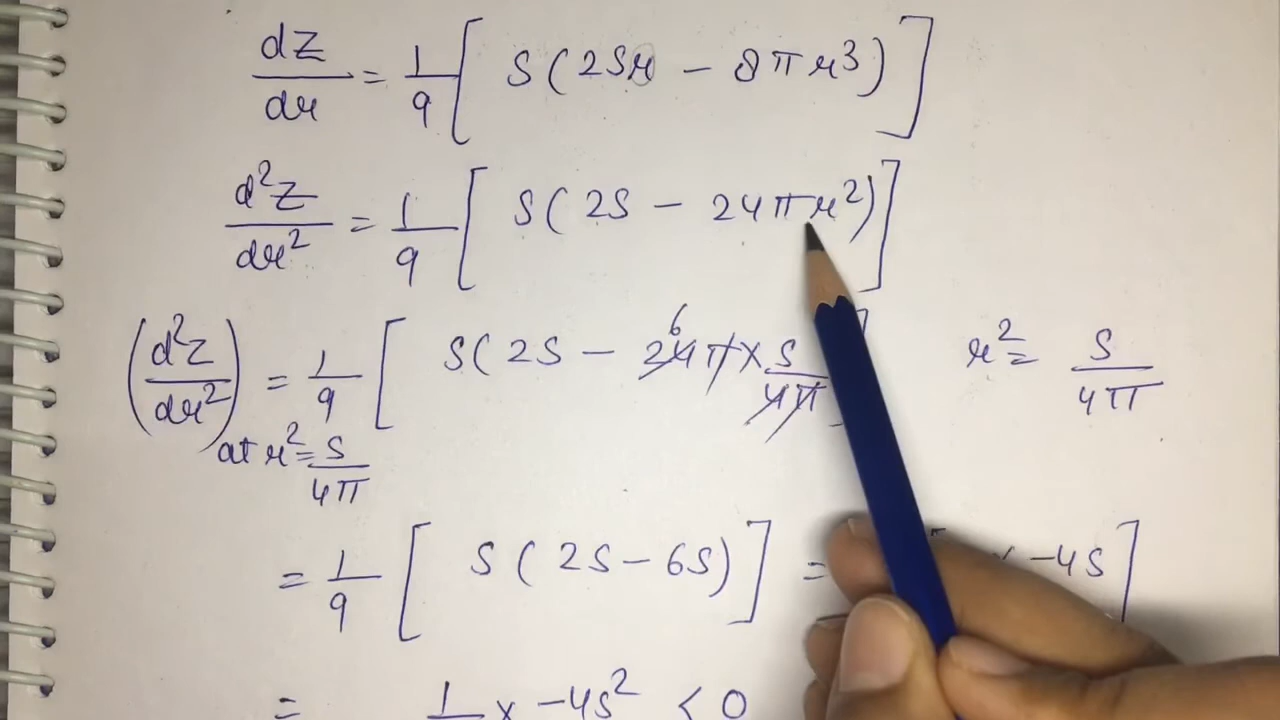 dZ/dr = 1/9 [ S(2Sr − 8πr³) ]
d²Z/dr² = 1/9 [ S(2S − 24πr²) ]
(d²Z/dr²) at r² = S/4π = 1/9 [ S(2S − 24π × S/4π ] r² = S/4π
6
= 1/9 [ S(2S − 6S) ] = −4S ]
= 1 × −4S² < 0